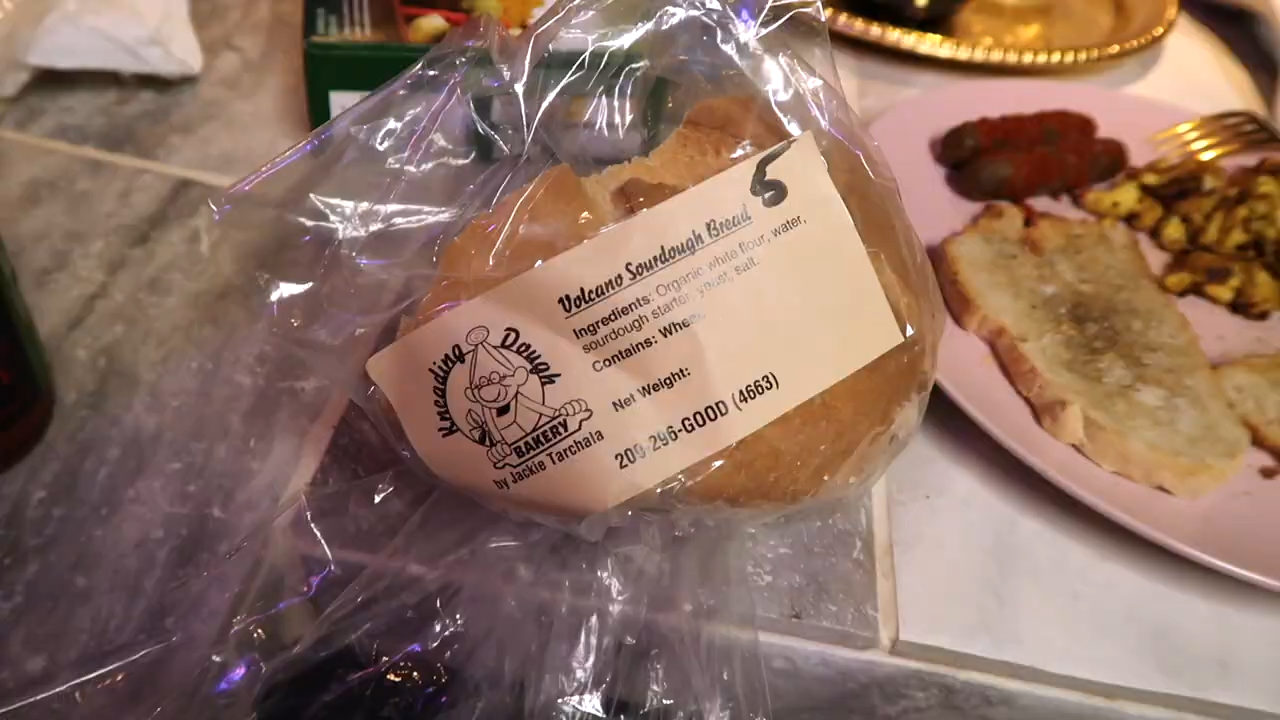 5
Volcano Sourdough Bread
Ingredients: Organic white flour, water,
sourdough starter, yeast, salt.
Contains: Wheat
Net Weight:
209-296-GOOD (4663)
Kneading Dough
BAKERY
by Jackie Tarchala